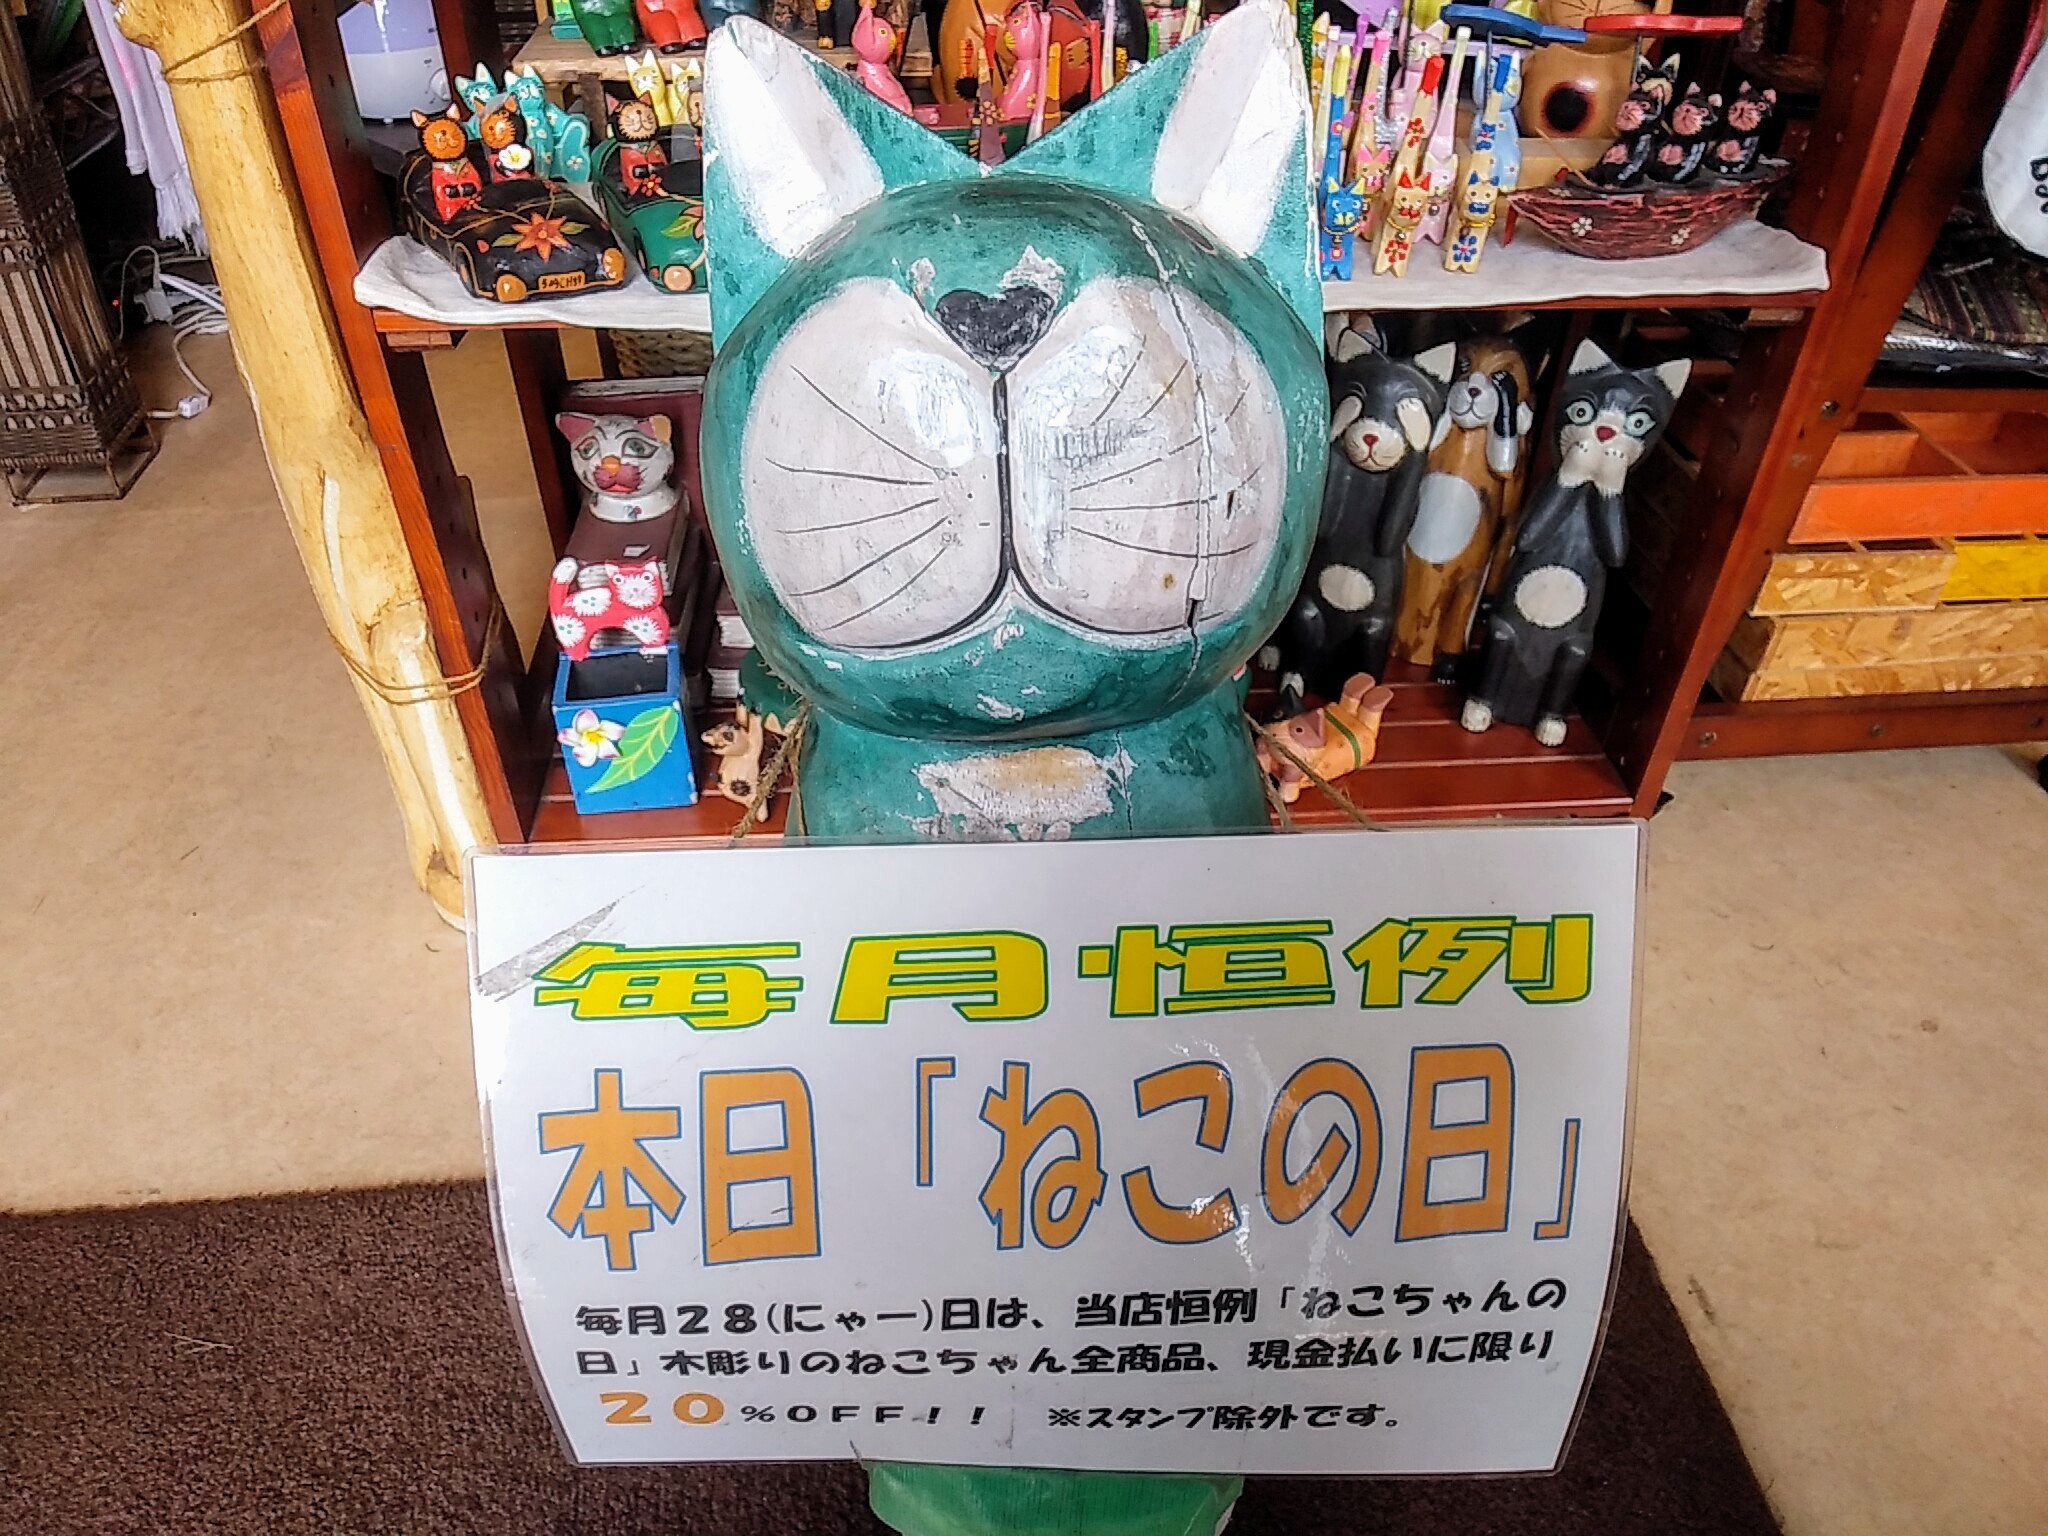 毎月恒例
本日「ねこの日」
毎月28(にゃー)日は、当店恒例「ねこちゃんの
日」木彫りのねこちゃん全商品、現金払いに限り
20%OFF!! ※スタンプ除外です。